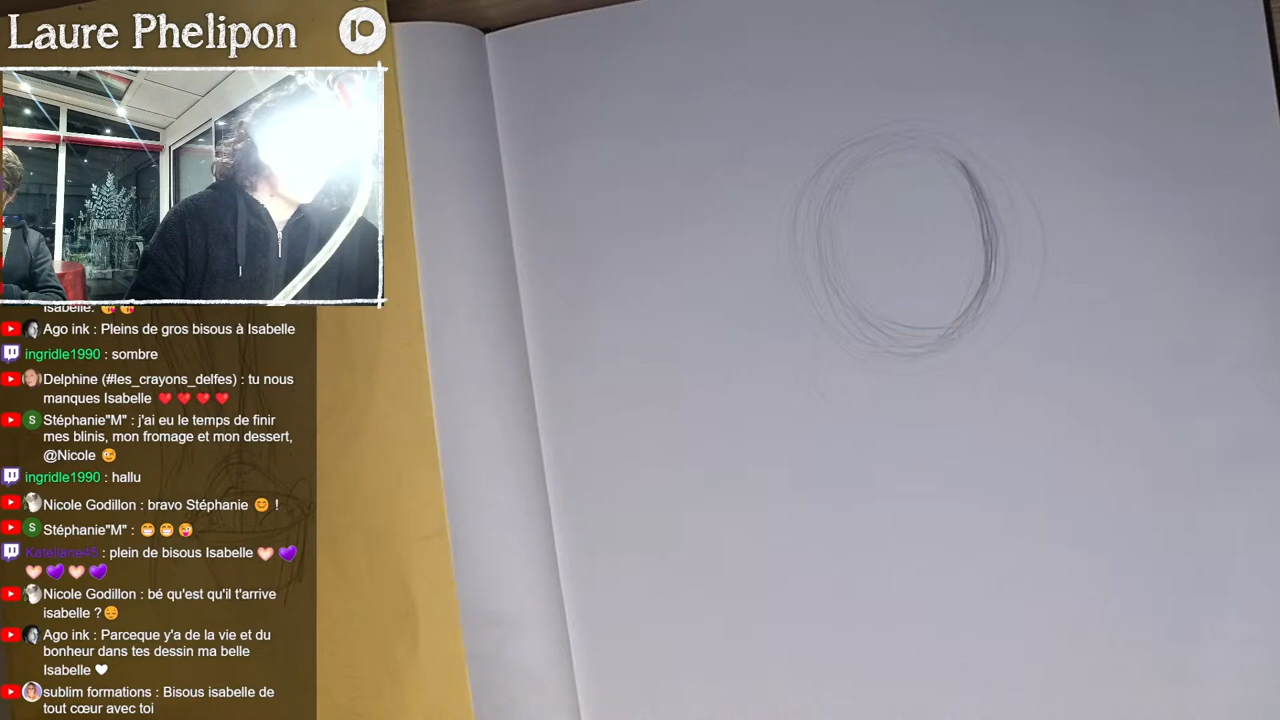 Laure Phelipon
Isabelle. 😘 😘
Ago ink : Pleins de gros bisous à Isabelle
ingridle1990 : sombre
Delphine (#les_crayons_delfes) : tu nous
manques Isabelle ❤️ ❤️ ❤️ ❤️
S Stéphanie"M" : j'ai eu le temps de finir
mes blinis, mon fromage et mon dessert,
@Nicole 😉
ingridle1990 : hallu
Nicole Godillon : bravo Stéphanie 😊 !
S Stéphanie"M" : 😁 😁 😜
Kateliane45 : plein de bisous Isabelle 🤍 💜
🤍 💜 🤍 💜
Nicole Godillon : bé qu'est qu'il t'arrive
isabelle ? 😔
Ago ink : Parceque y'a de la vie et du
bonheur dans tes dessin ma belle
Isabelle 🤍
sublim formations : Bisous isabelle de
tout cœur avec toi